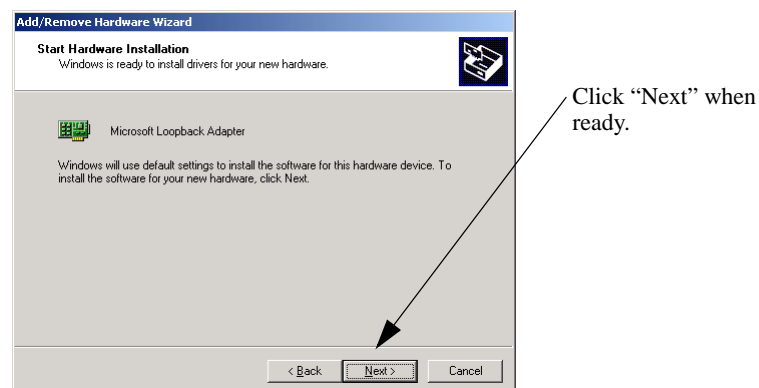 Add/Remove Hardware Wizard
Start Hardware Installation
Windows is ready to install drivers for your new hardware.
Click “Next” when
ready.
Microsoft Loopback Adapter
Windows will use default settings to install the software for this hardware device. To
install the software for your new hardware, click Next.
< Back
Next >
Cancel